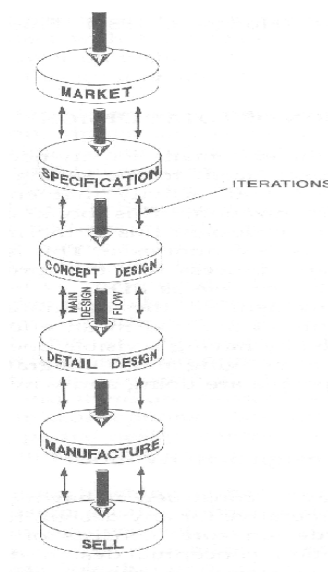 MARKET
SPECIFICATION
ITERATIONS
CONCEPT DESIGN
MAIN
DESIGN
FLOW
DETAIL DESIGN
MANUFACTURE
SELL